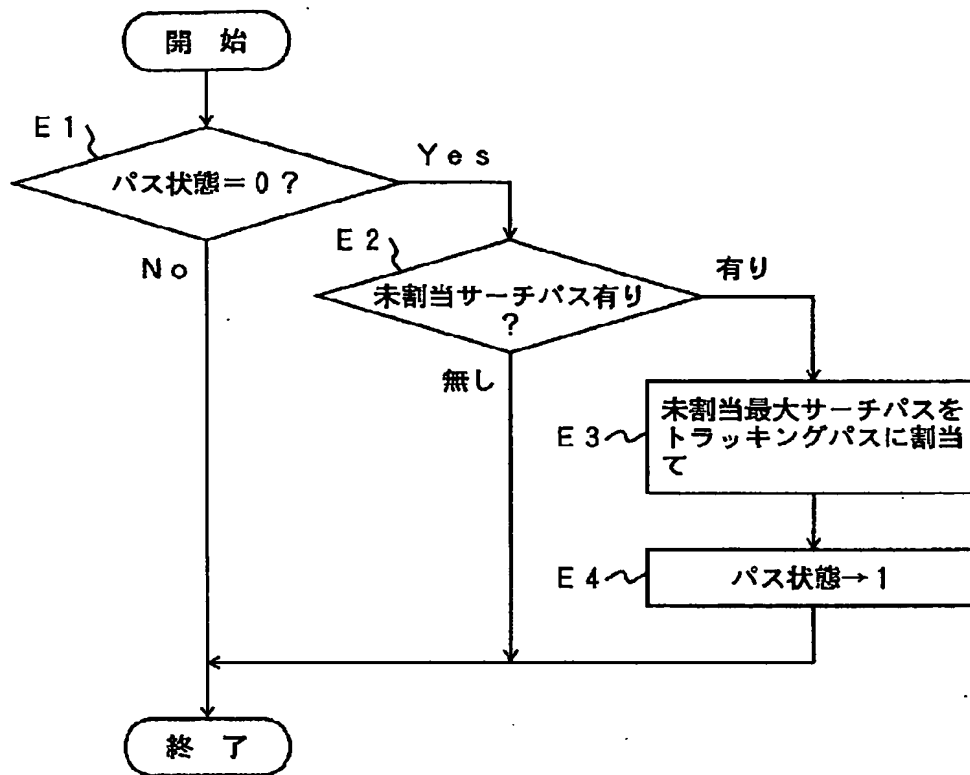 開 始
E1
パス状態=0?
Yes
No
E2
未割当サーチパス有り
?
有り
無し
E3
未割当最大サーチパスを
トラッキングパスに割当
て
E4
パス状態→1
終 了